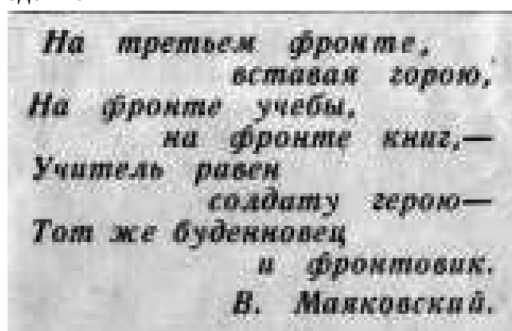 На третьем фронте,
вставая горою,
На фронте учебы,
на фронте книг,—
Учитель равен
солдату герою—
Тот же буденновец
и фронтовик.
В. Маяковский.